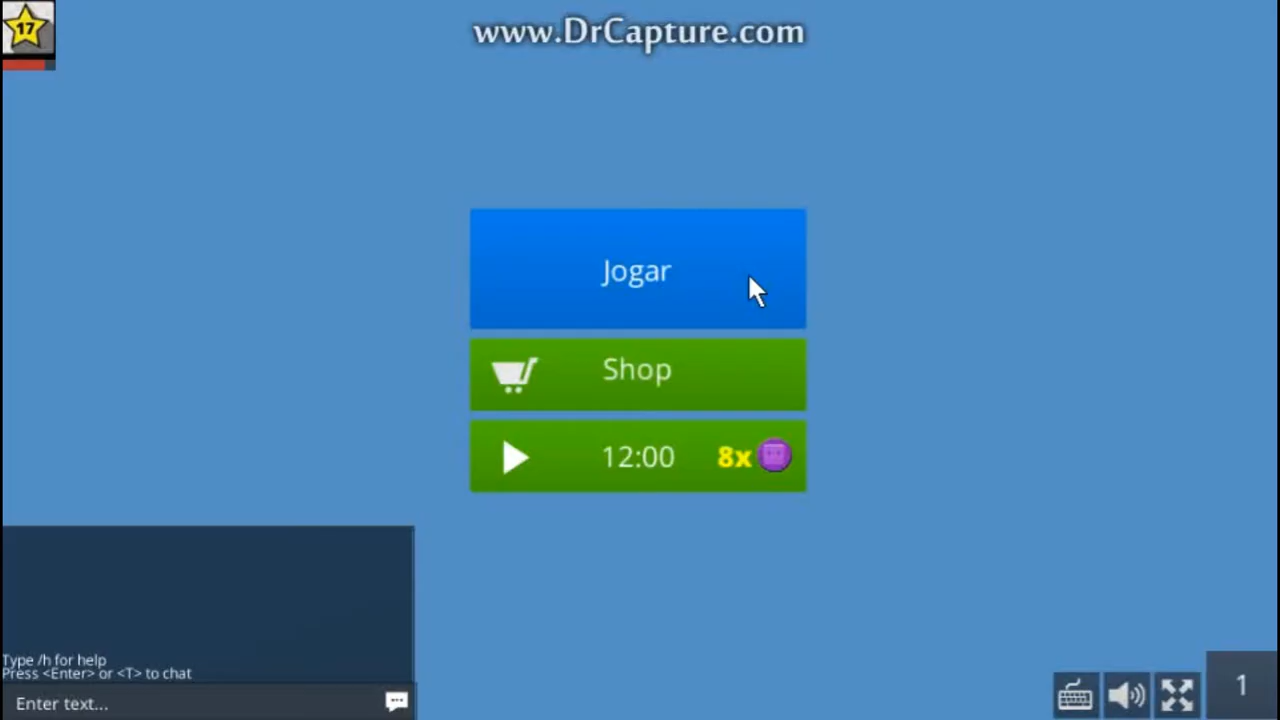 17
www.DrCapture.com
Jogar
Shop
12:00 8x
Type /h for help
Press <Enter> or <T> to chat
Enter text...
1